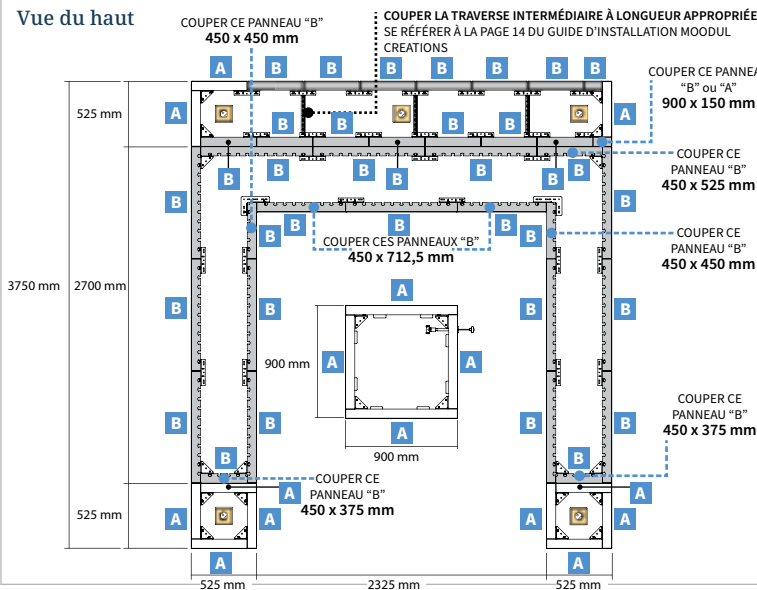 Vue du haut
COUPER CE PANNEAU “B”
450 x 450 mm
COUPER LA TRAVERSE INTERMÉDIAIRE À LONGUEUR APPROPRIÉE
SE RÉFÉRER À LA PAGE 14 DU GUIDE D’INSTALLATION MOODUL
CREATIONS
COUPER CE PANNEA
“B” ou “A”
900 x 150 mm
A B B B B B B
525 mm
A
B B B B
A
COUPER CE
PANNEAU “B”
450 x 525 mm
B B B
B B B
B B
B B B
B B
COUPER CES PANNEAUX “B”
450 x 712,5 mm
COUPER CE
PANNEAU “B”
450 x 450 mm
3750 mm
2700 mm
A
B B B B
900 mm
A A
A
900 mm
B B B B
COUPER CE
PANNEAU “B”
450 x 375 mm
B B
COUPER CE
PANNEAU “B”
450 x 375 mm
A A
525 mm
A A A A
A A
525 mm
2325 mm
525 mm